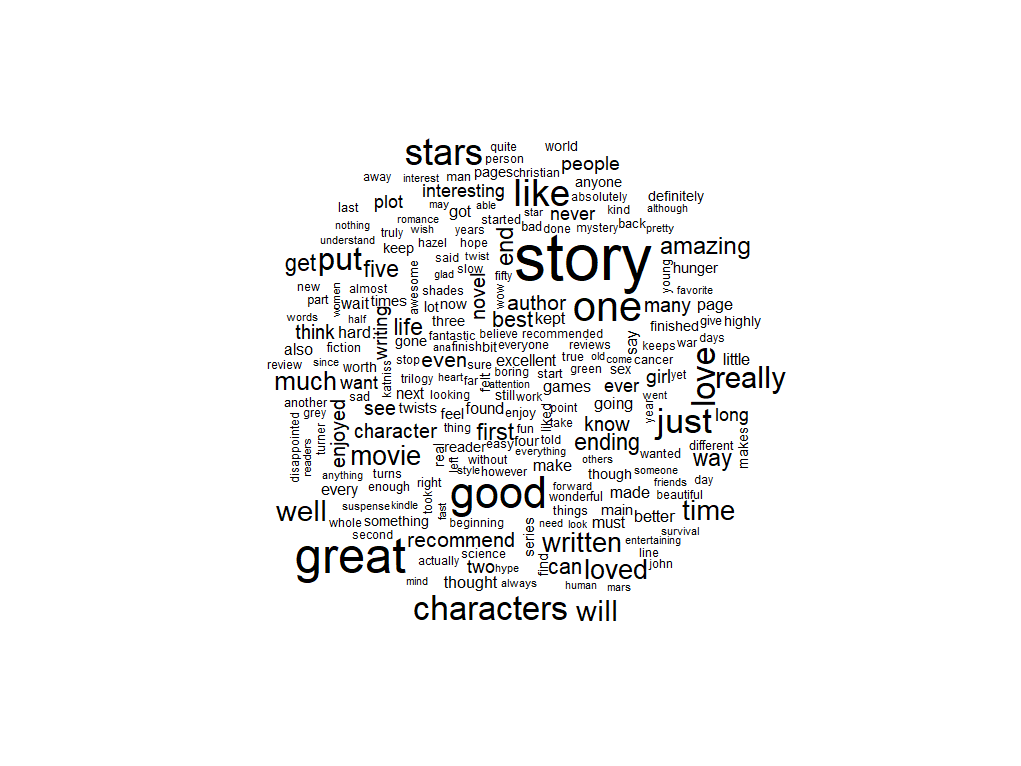 stars quite world
person people
away interest man pages christian anyone
interesting like absolutely definitely
last plot may able although
got star never kind
nothing romance wish started bad done mystery back pretty
truly years end
understand keep hazel hope story amazing
get put five said twist young hunger
glad slow fifty
new almost women awesome shades novel wow favorite
part wait times lot now author one many page
words half writing life three best kept finished give highly
think hard gone fantastic believe recommended say
also fiction ana finish bit everyone reviews keeps war days
review since worth stop even sure excellent true old come cancer love little
much want katniss trilogy heart far felt boring start green sex girl yet really
next looking attention games ever
another sad still work went
see twists feel found enjoy liked point going year just long
grey enjoyed take know
disappointed readers turner character thing first fun
real reader easy four told ending different makes
movie left everything wanted way
anything turns without others
style however make though someone
every enough right good forward friends day
took wonderful made beautiful
suspense kindle fast things main
well whole something beginning need look must better time
second series survival
great recommend written entertaining
science line
actually two hype find can loved john
mind thought always human mars
characters will